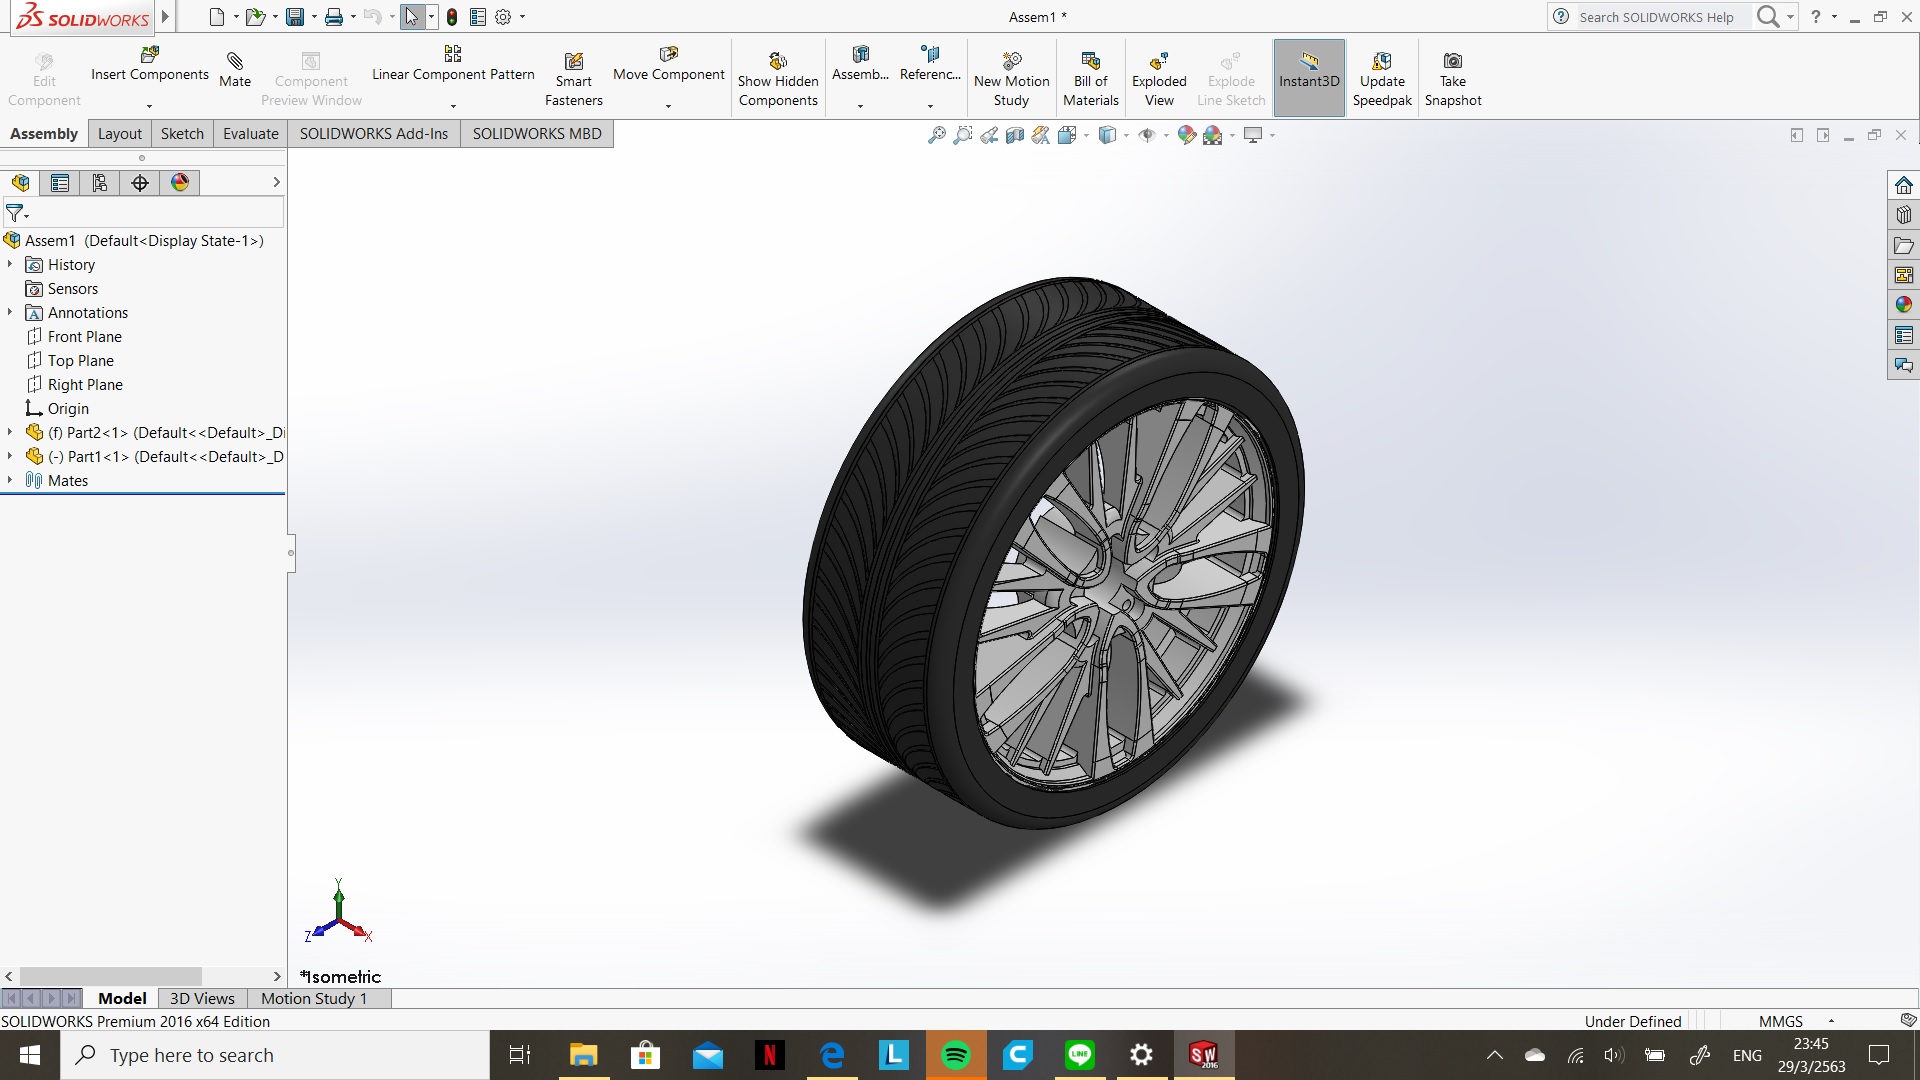 SOLIDWORKS
Assem1 *
Search SOLIDWORKS Help
Edit Component
Insert Components
Mate
Component Preview Window
Linear Component Pattern
Smart Fasteners
Move Component
Show Hidden Components
Assemb...
Referenc...
New Motion Study
Bill of Materials
Exploded View
Explode Line Sketch
Instant3D
Update Speedpak
Take Snapshot
Assembly
Layout
Sketch
Evaluate
SOLIDWORKS Add-Ins
SOLIDWORKS MBD
Assem1 (Default<Display State-1>)
History
Sensors
Annotations
Front Plane
Top Plane
Right Plane
Origin
(f) Part2<1> (Default<<Default>_Di
(-) Part1<1> (Default<<Default>_D
Mates
Y
Z
X
*Isometric
Model
3D Views
Motion Study 1
SOLIDWORKS Premium 2016 x64 Edition
Under Defined
MMGS
Type here to search
N
L
LINE
SW
2016
ENG
23:45
29/3/2563